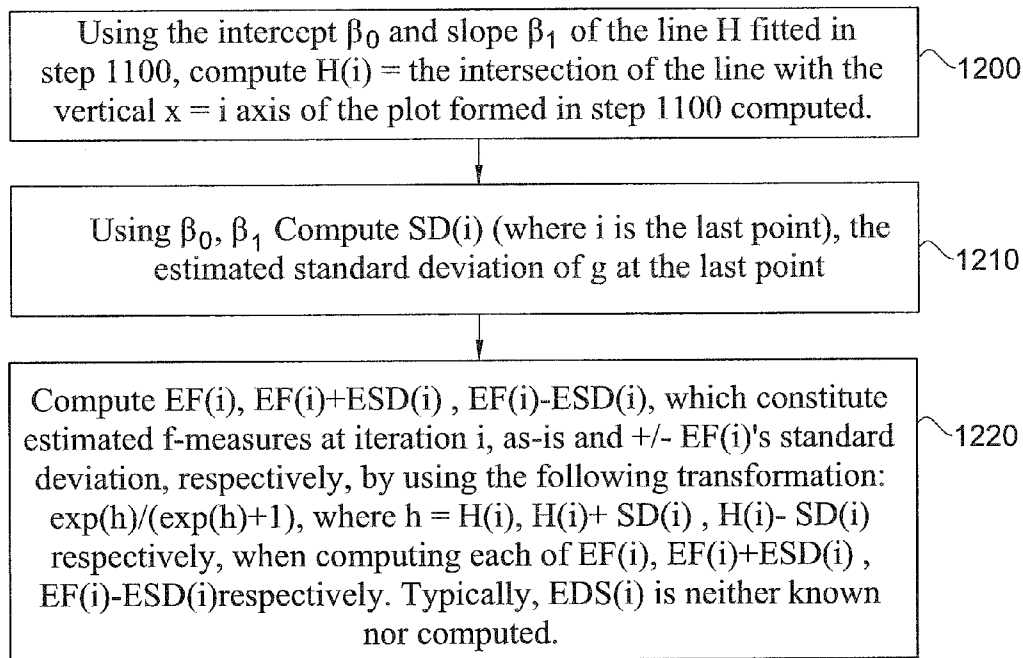 Using the intercept β₀ and slope β₁ of the line H fitted in
step 1100, compute H(i) = the intersection of the line with the
vertical x = i axis of the plot formed in step 1100 computed.
1200
Using β₀, β₁ Compute SD(i) (where i is the last point), the
estimated standard deviation of g at the last point
1210
Compute EF(i), EF(i)+ESD(i) , EF(i)-ESD(i), which constitute
estimated f-measures at iteration i, as-is and +/- EF(i)'s standard
deviation, respectively, by using the following transformation:
exp(h)/(exp(h)+1), where h = H(i), H(i)+ SD(i) , H(i)- SD(i)
respectively, when computing each of EF(i), EF(i)+ESD(i) ,
EF(i)-ESD(i)respectively. Typically, EDS(i) is neither known
nor computed.
1220